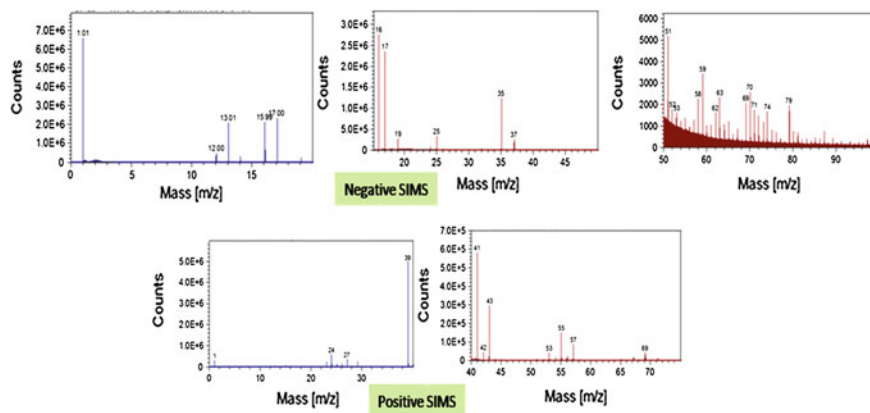 1:01
7.0E+6
6.0E+6
5.0E+6
4.0E+6
3.0E+6
2.0E+6
1.0E+6
0
Counts
13:01
15:99
17:00
12:00
0
10
15
Mass [m/z]
3.0E+6
2.5E+6
2.0E+6
1.5E+6
1.0E+6
5.0E+5
0
Counts
16
17
19
25
35
37
20
30
40
Mass [m/z]
6000
5000
4000
3000
2000
1000
0
Counts
51
52
53
58
59
62
63
69
70
71
74
79
50
60
70
80
90
Mass [m/z]
Negative SIMS
5.0E+6
4.0E+6
3.0E+6
2.0E+6
1.0E+6
0
Counts
1
24
27
39
0
10
20
30
Mass [m/z]
7.0E+5
6.0E+5
5.0E+5
4.0E+5
3.0E+5
2.0E+5
1.0E+5
0
Counts
41
42
43
53
55
57
69
40
45
50
55
60
65
70
Mass [m/z]
Positive SIMS